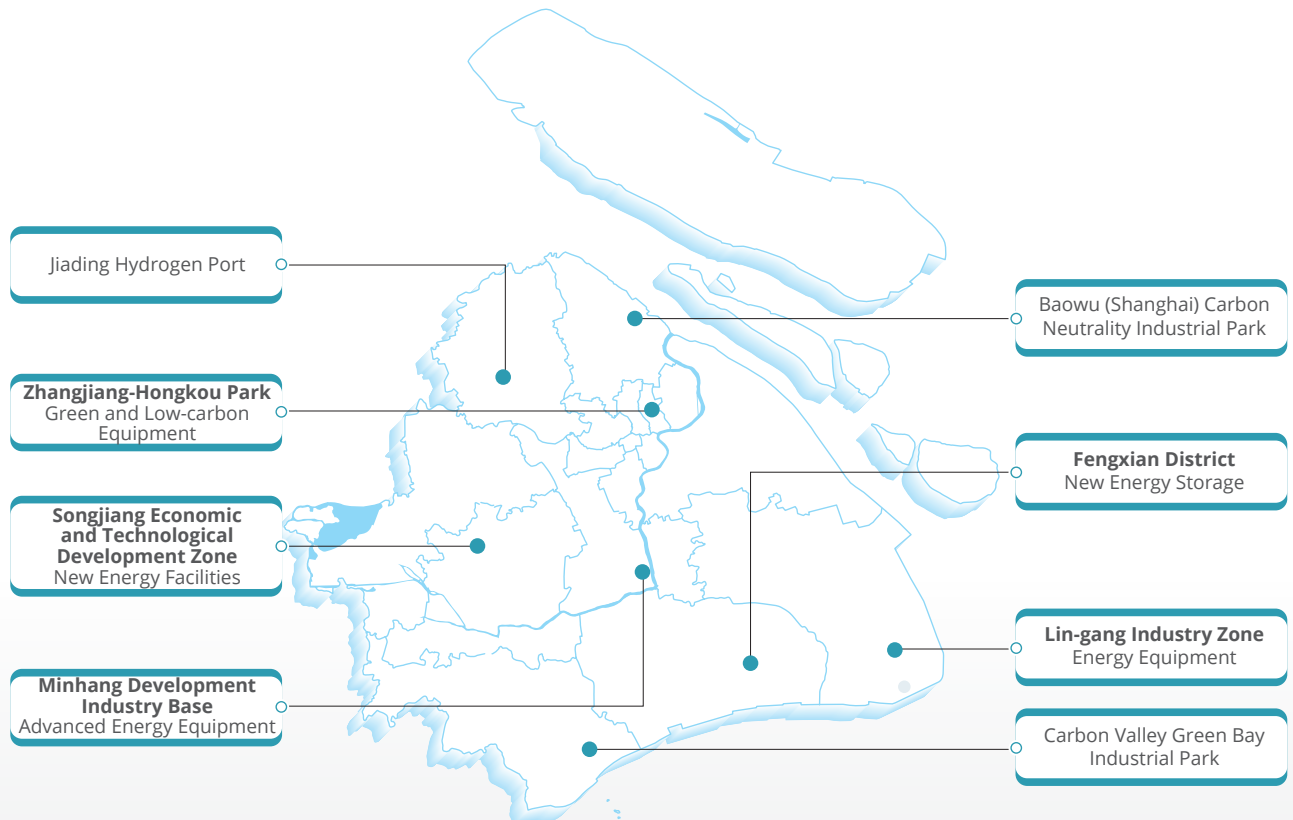 Jiading Hydrogen Port
Zhangjiang-Hongkou Park
Green and Low-carbon
Equipment
Songjiang Economic
and Technological
Development Zone
New Energy Facilities
Minhang Development
Industry Base
Advanced Energy Equipment
Baowu (Shanghai) Carbon
Neutrality Industrial Park
Fengxian District
New Energy Storage
Lin-gang Industry Zone
Energy Equipment
Carbon Valley Green Bay
Industrial Park